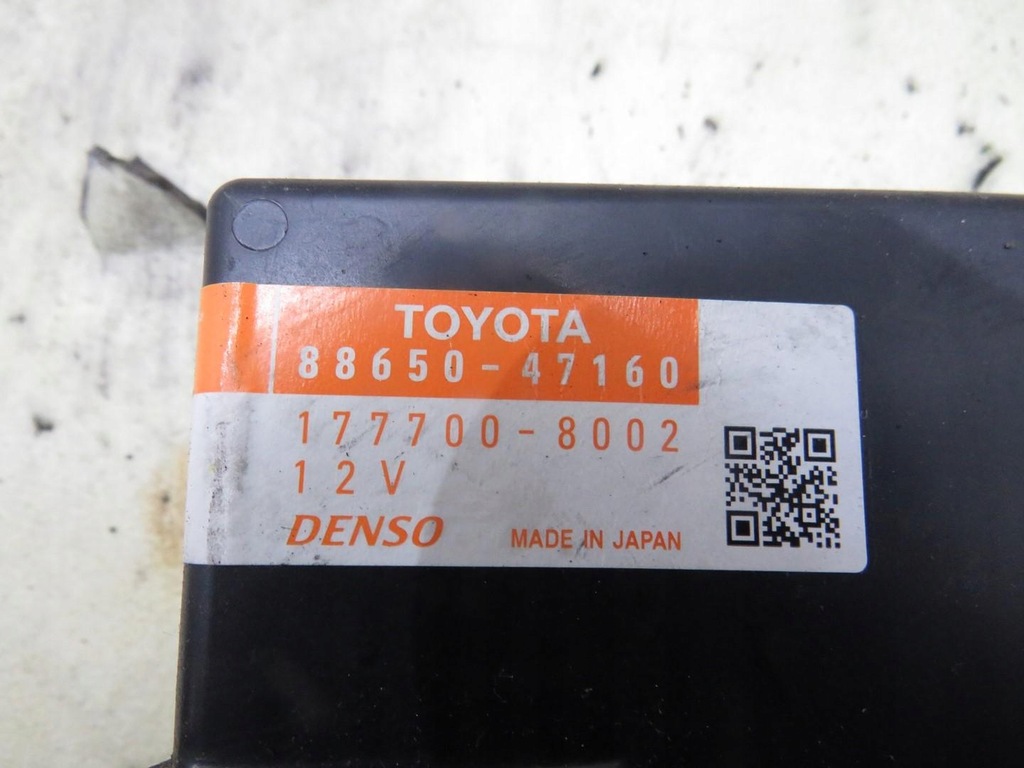 TOYOTA
88650-47160
177700-8002
12V
DENSO MADE IN JAPAN